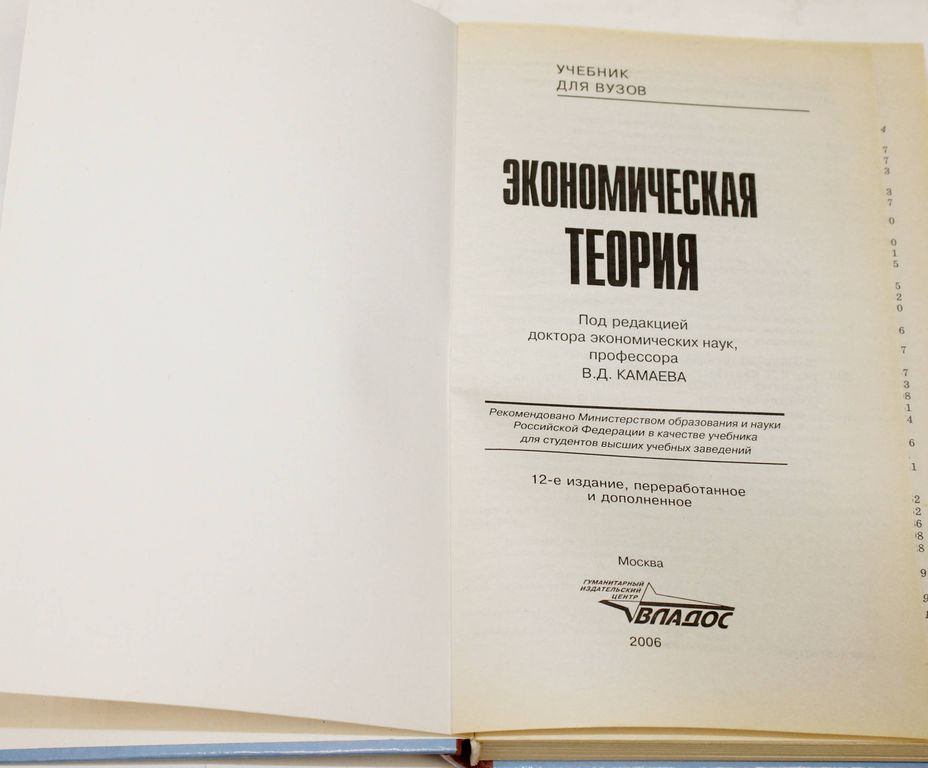 УЧЕБНИК
ДЛЯ ВУЗОВ
ЭКОНОМИЧЕСКАЯ
ТЕОРИЯ
Под редакцией
доктора экономических наук,
профессора
В.Д. КАМАЕВА
Рекомендовано Министерством образования и науки
Российской Федерации в качестве учебника
для студентов высших учебных заведений
12-е издание, переработанное
и дополненное
Москва
ГУМАНИТАРНЫЙ
ИЗДАТЕЛЬСКИЙ
ЦЕНТР
ВЛАДОС
2006